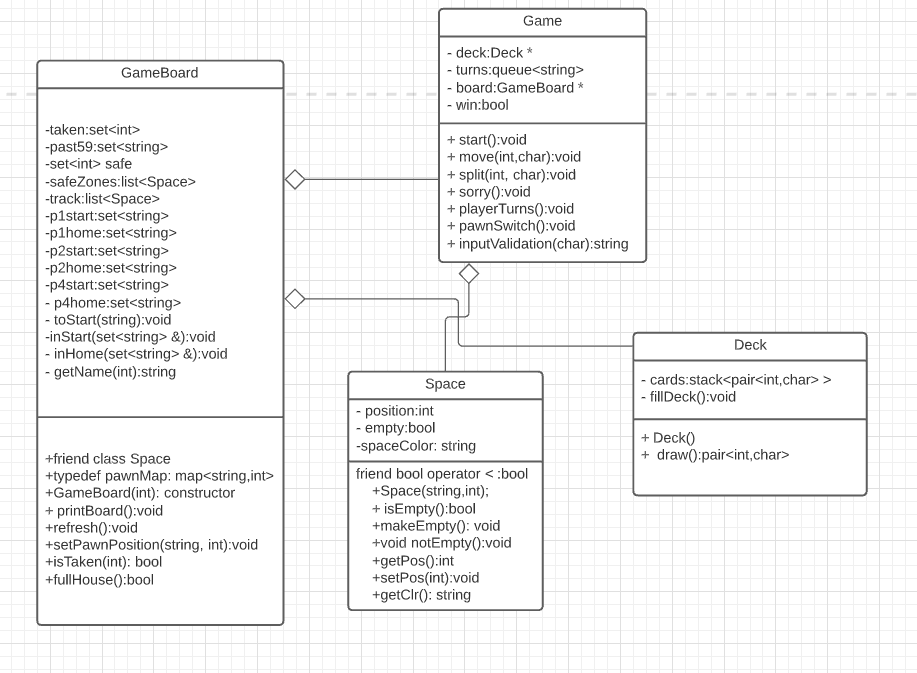 GameBoard
-taken:set<int>
-past59:set<string>
-set<int> safe
-safeZones:list<Space>
-track:list<Space>
-p1start:set<string>
-p1home:set<string>
-p2start:set<string>
-p2home:set<string>
-p4start:set<string>
- p4home:set<string>
- toStart(string):void
-inStart(set<string> &):void
- inHome(set<string> &):void
- getName(int):string
+friend class Space
+typedef pawnMap: map<string,int>
+GameBoard(int): constructor
+ printBoard():void
+refresh():void
+setPawnPosition(string, int):void
+isTaken(int): bool
+fullHouse():bool
Game
- deck:Deck *
- turns:queue<string>
- board:GameBoard *
- win:bool
+ start():void
+ move(int,char):void
+ split(int, char):void
+ sorry():void
+ playerTurns():void
+ pawnSwitch():void
+ inputValidation(char):string
Space
- position:int
- empty:bool
-spaceColor: string
friend bool operator < :bool
+Space(string,int);
+ isEmpty():bool
+makeEmpty(): void
+void notEmpty():void
+getPos():int
+setPos(int):void
+getClr(): string
Deck
- cards:stack<pair<int,char> >
- fillDeck():void
+ Deck()
+ draw():pair<int,char>